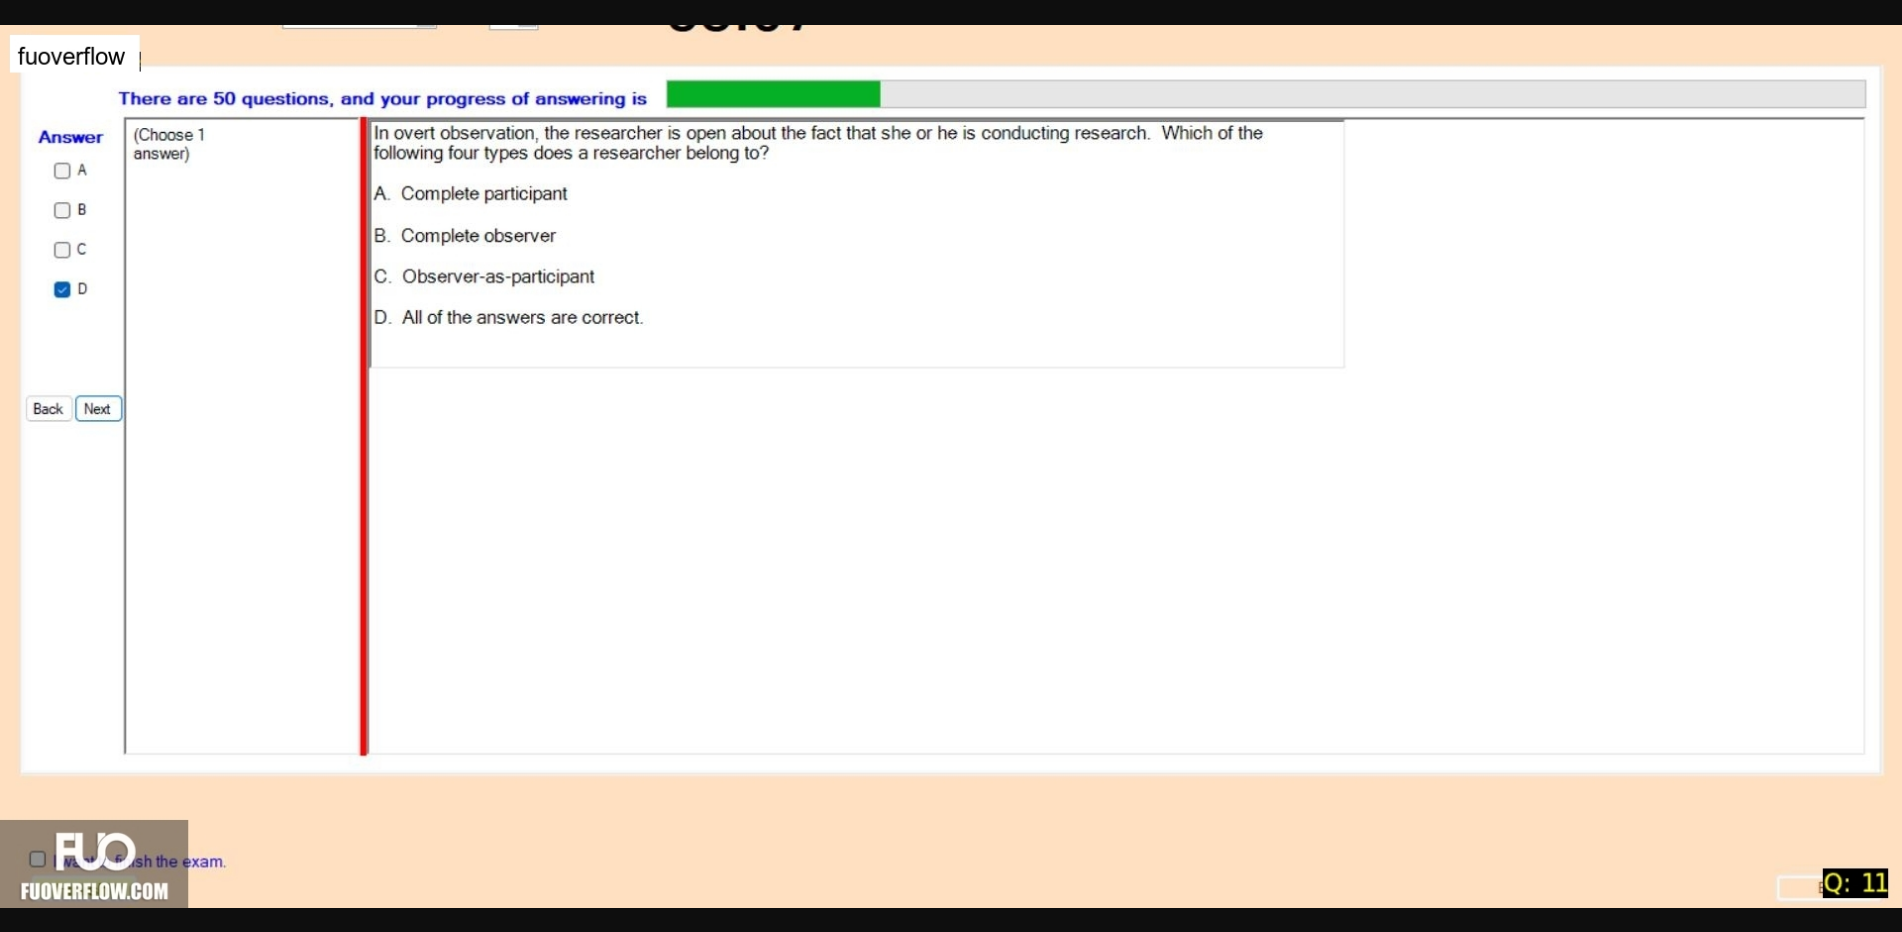 fuoverflow
There are 50 questions, and your progress of answering is
Answer
A
B
C
D
Back Next
(Choose 1
answer)
In overt observation, the researcher is open about the fact that she or he is conducting research. Which of the
following four types does a researcher belong to?
A. Complete participant
B. Complete observer
C. Observer-as-participant
D. All of the answers are correct.
the exam.
FUO
FUOVERFLOW.COM
Q: 11